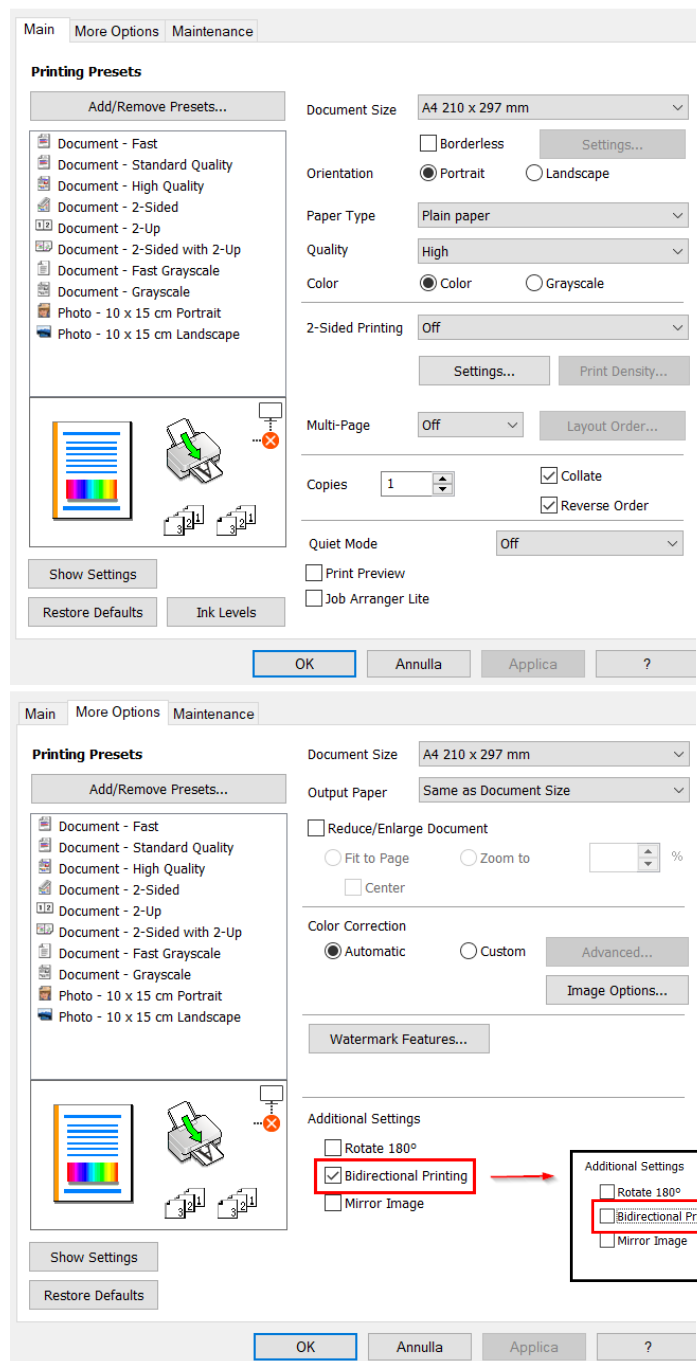 Main More Options Maintenance
Printing Presets
Add/Remove Presets...
Document - Fast
Document - Standard Quality
Document - High Quality
Document - 2-Sided
Document - 2-Up
Document - 2-Sided with 2-Up
Document - Fast Grayscale
Document - Grayscale
Photo - 10 x 15 cm Portrait
Photo - 10 x 15 cm Landscape
Show Settings
Restore Defaults Ink Levels
Document Size A4 210 x 297 mm
Borderless Settings...
Orientation Portrait Landscape
Paper Type Plain paper
Quality High
Color Color Grayscale
2-Sided Printing Off
Settings... Print Density...
Multi-Page Off Layout Order...
Copies 1 Collate
Reverse Order
Quiet Mode Off
Print Preview
Job Arranger Lite
OK Annulla Applica ?
Main More Options Maintenance
Printing Presets
Add/Remove Presets...
Document - Fast
Document - Standard Quality
Document - High Quality
Document - 2-Sided
Document - 2-Up
Document - 2-Sided with 2-Up
Document - Fast Grayscale
Document - Grayscale
Photo - 10 x 15 cm Portrait
Photo - 10 x 15 cm Landscape
Show Settings
Restore Defaults
Document Size A4 210 x 297 mm
Output Paper Same as Document Size
Reduce/Enlarge Document
Fit to Page Zoom to %
Center
Color Correction
Automatic Custom Advanced...
Image Options...
Watermark Features...
Additional Settings
Rotate 180°
Bidirectional Printing
Mirror Image
Additional Settings
Rotate 180°
Bidirectional Pr
Mirror Image
OK Annulla Applica ?